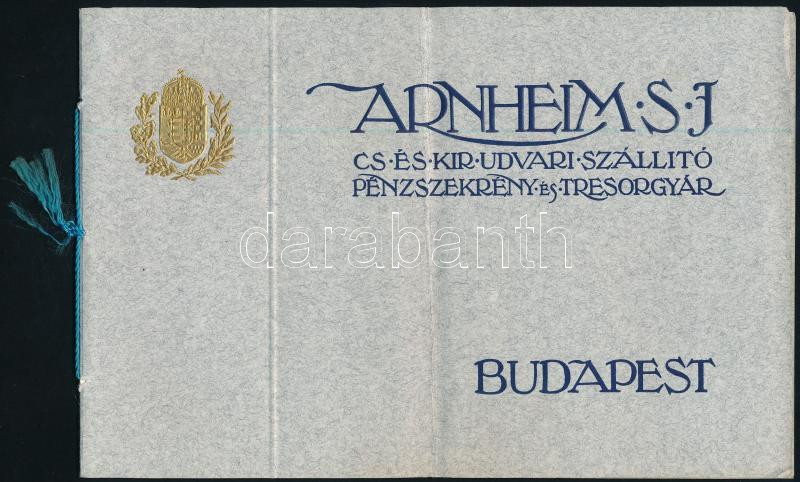 ARNHEIM·S·J
CS·ÉS·KIR·UDVARI·SZÁLLITÓ
PÉNZSZEKRÉNY·és·TRESORGYÁR
darabanth
BUDAPEST